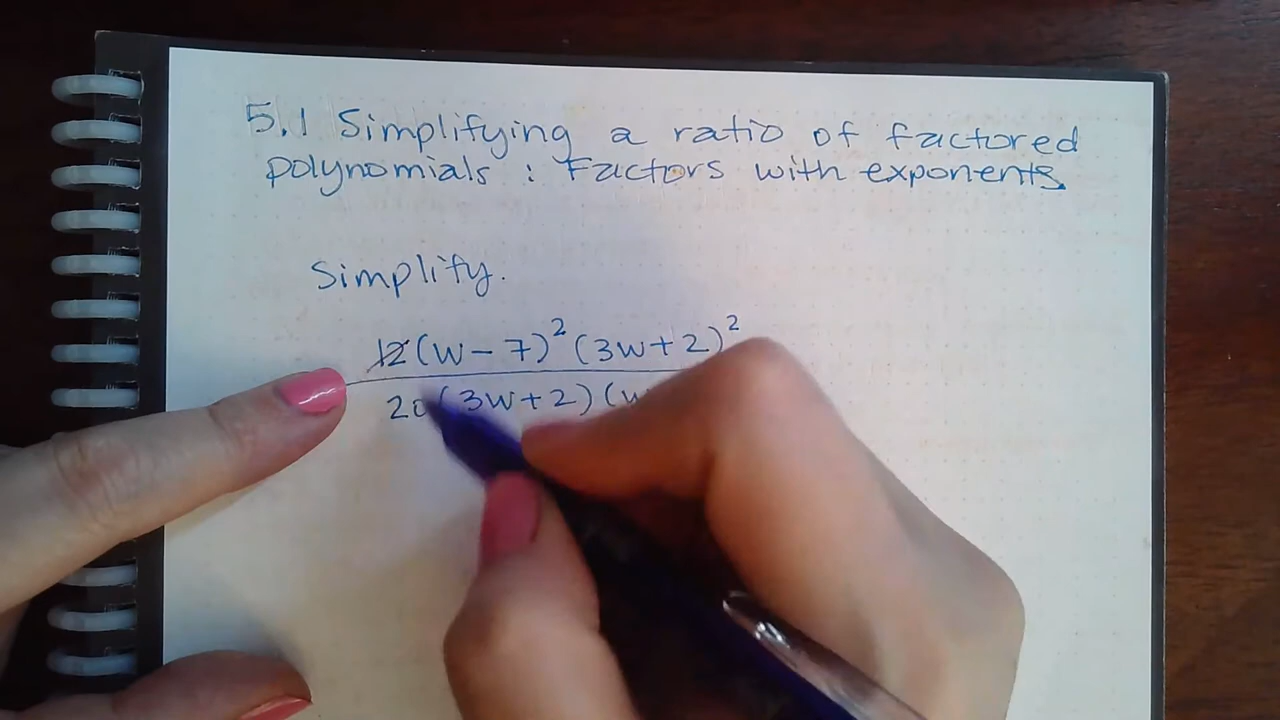 5.1 Simplifying a ratio of factored
polynomials : Factors with exponents
Simplify.
12(w-7)²(3w+2)²
20(3w+2)(w